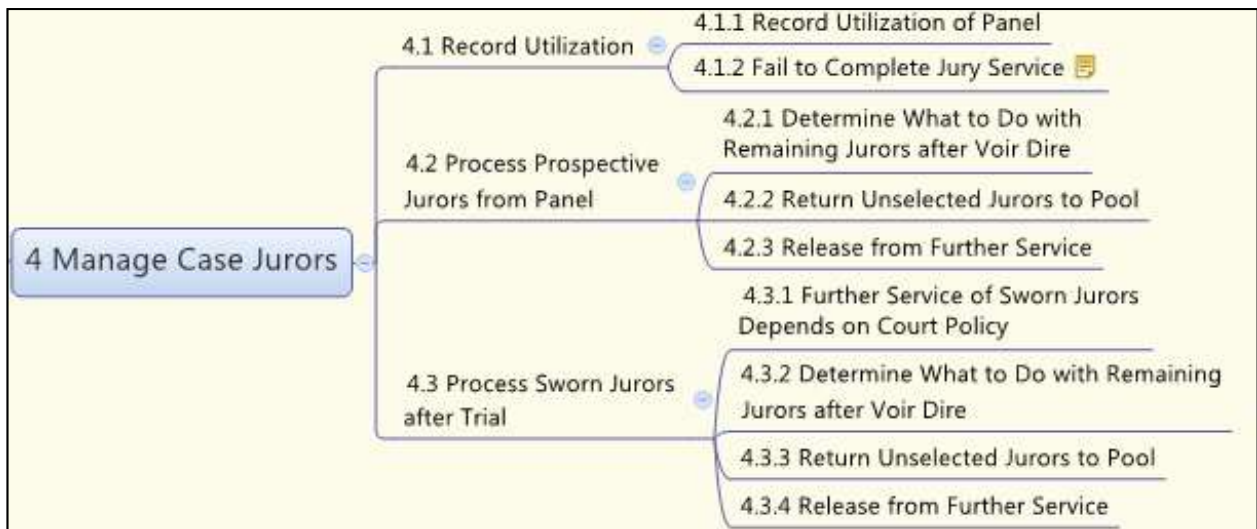 4 Manage Case Jurors
4.1 Record Utilization
4.1.1 Record Utilization of Panel
4.1.2 Fail to Complete Jury Service
4.2 Process Prospective
Jurors from Panel
4.2.1 Determine What to Do with
Remaining Jurors after Voir Dire
4.2.2 Return Unselected Jurors to Pool
4.2.3 Release from Further Service
4.3 Process Sworn Jurors
after Trial
4.3.1 Further Service of Sworn Jurors
Depends on Court Policy
4.3.2 Determine What to Do with Remaining
Jurors after Voir Dire
4.3.3 Return Unselected Jurors to Pool
4.3.4 Release from Further Service